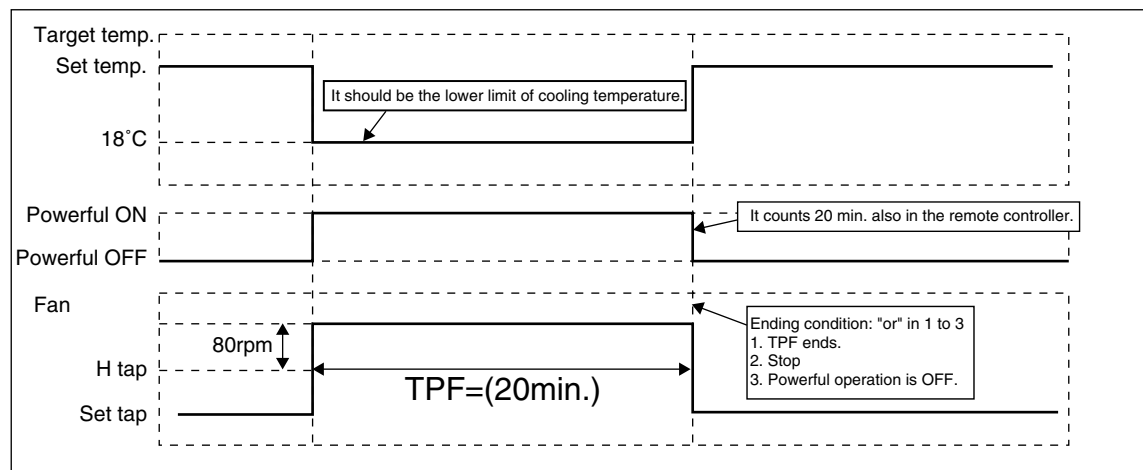 Target temp.
Set temp.
It should be the lower limit of cooling temperature.
18˚C
Powerful ON
It counts 20 min. also in the remote controller.
Powerful OFF
Fan
Ending condition: "or" in 1 to 3
1. TPF ends.
2. Stop
3. Powerful operation is OFF.
80rpm
H tap
TPF=(20min.)
Set tap